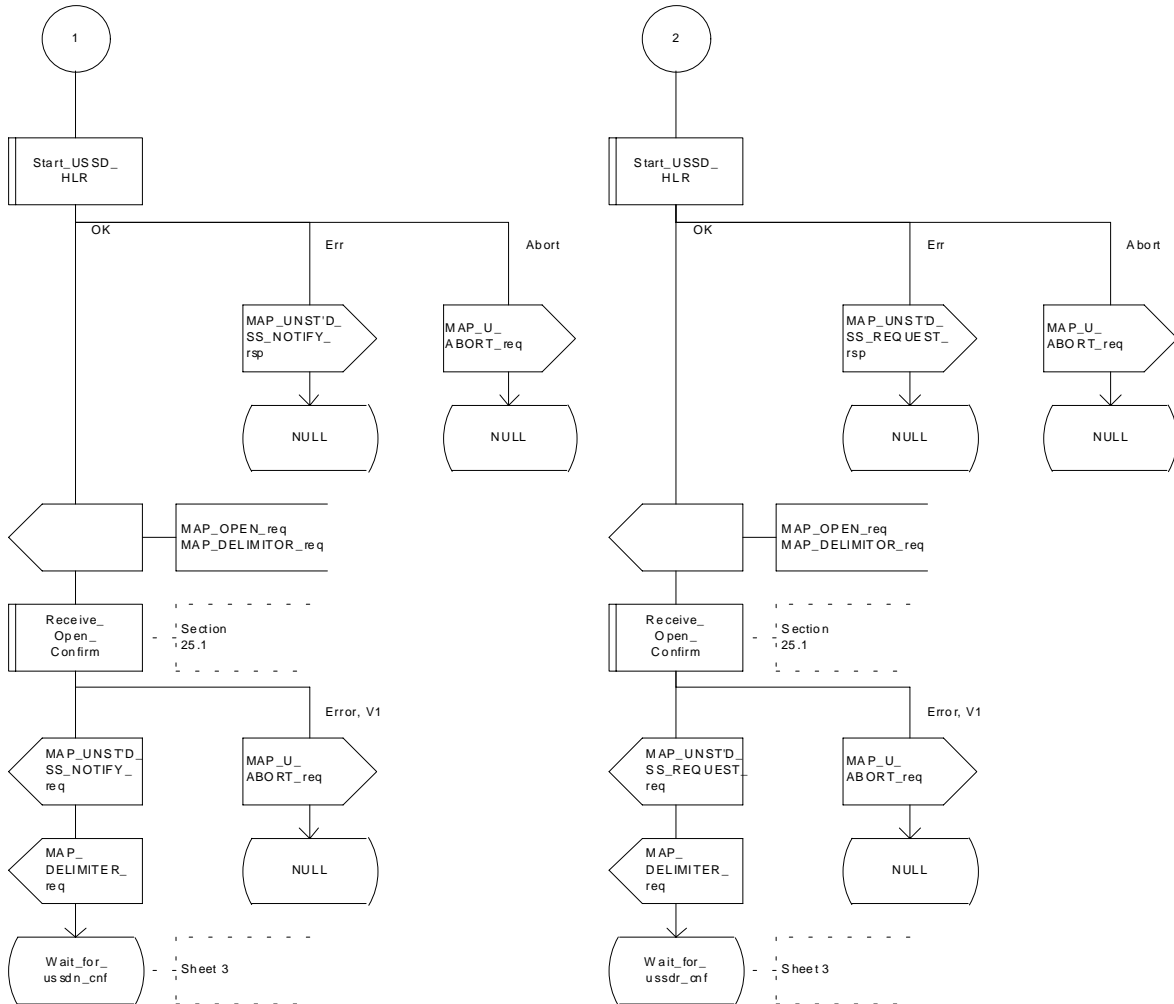 1
Start_USSD_
HLR
OK
Err
Abort
MAP_UNST'D_
SS_NOTIFY_
rsp
MAP_U_
ABORT_req
NULL
NULL
MAP_OPEN_req
MAP_DELIMITOR_req
Receive_
Open_
Confirm
Section
25.1
Error, V1
MAP_UNST'D_
SS_NOTIFY_
req
MAP_U_
ABORT_req
MAP_
DELIMITER_
req
NULL
Wait_for_
ussdn_cnf
Sheet 3
2
Start_USSD_
HLR
OK
Err
Abort
MAP_UNST'D_
SS_REQUEST_
rsp
MAP_U_
ABORT_req
NULL
NULL
MAP_OPEN_req
MAP_DELIMITOR_req
Receive_
Open_
Confirm
Section
25.1
Error, V1
MAP_UNST'D_
SS_REQUEST_
req
MAP_U_
ABORT_req
MAP_
DELIMITER_
req
NULL
Wait_for_
ussdr_cnf
Sheet 3